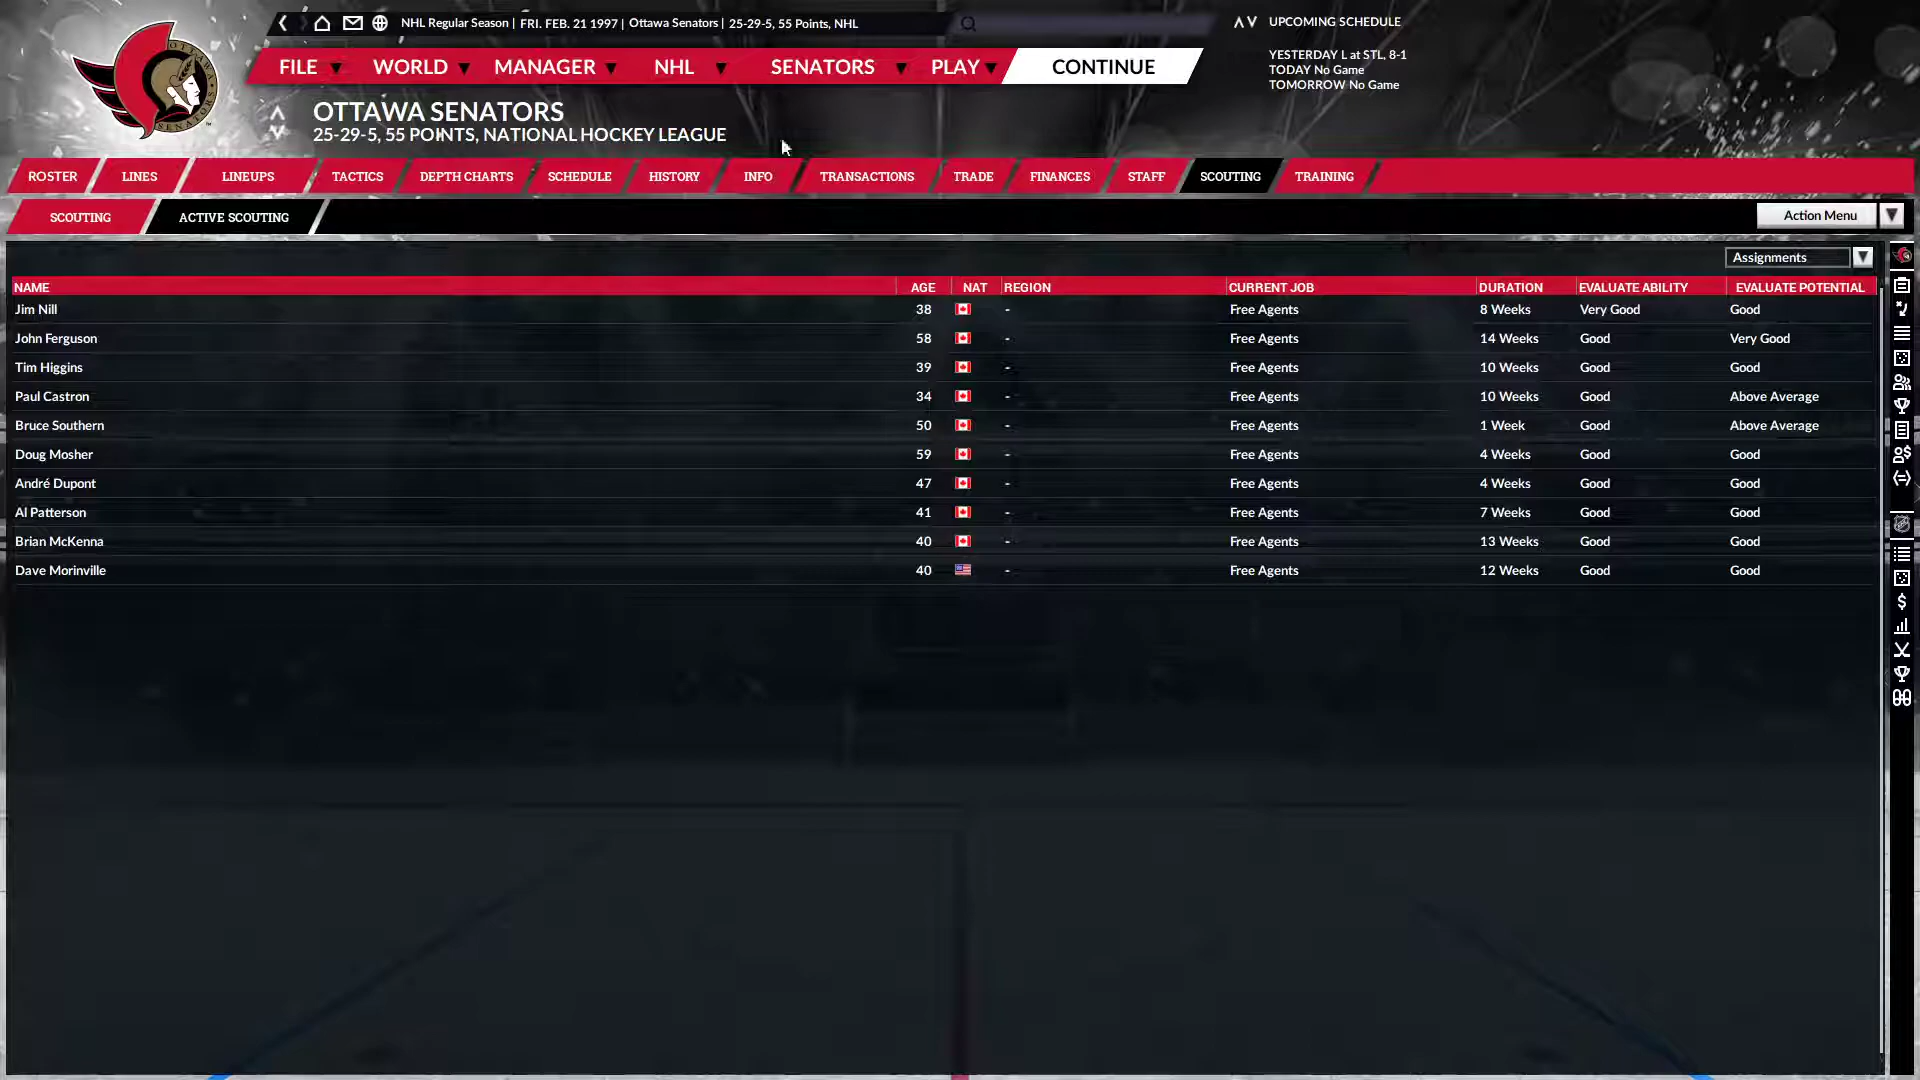 NHL Regular Season | FRI. FEB. 21 1997 | Ottawa Senators | 25-29-5, 55 Points, NHL
UPCOMING SCHEDULE
YESTERDAY L at STL, 8-1
TODAY No Game
TOMORROW No Game
FILE WORLD MANAGER NHL SENATORS PLAY CONTINUE
OTTAWA SENATORS
25-29-5, 55 POINTS, NATIONAL HOCKEY LEAGUE
ROSTER LINES LINEUPS TACTICS DEPTH CHARTS SCHEDULE HISTORY INFO TRANSACTIONS TRADE FINANCES STAFF SCOUTING TRAINING
SCOUTING ACTIVE SCOUTING Action Menu
Assignments
NAME AGE NAT REGION CURRENT JOB DURATION EVALUATE ABILITY EVALUATE POTENTIAL
Jim Nill 38 - Free Agents 8 Weeks Very Good Good
John Ferguson 58 - Free Agents 14 Weeks Good Very Good
Tim Higgins 39 - Free Agents 10 Weeks Good Good
Paul Castron 34 - Free Agents 10 Weeks Good Above Average
Bruce Southern 50 - Free Agents 1 Week Good Above Average
Doug Mosher 59 - Free Agents 4 Weeks Good Good
André Dupont 47 - Free Agents 4 Weeks Good Good
Al Patterson 41 - Free Agents 7 Weeks Good Good
Brian McKenna 40 - Free Agents 13 Weeks Good Good
Dave Morinville 40 - Free Agents 12 Weeks Good Good